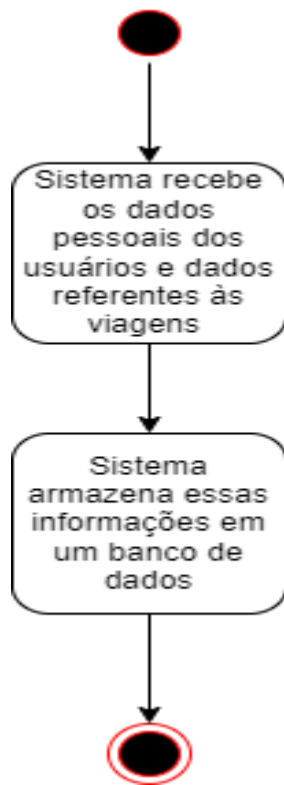 Sistema recebe
os dados
pessoais dos
usuários e dados
referentes às
viagens
Sistema
armazena essas
informações em
um banco de
dados